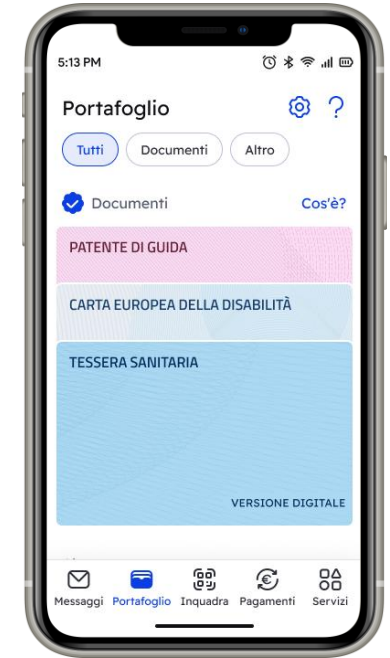 5:13 PM
Portafoglio
Tutti
Documenti
Altro
Documenti
Cos'è?
PATENTE DI GUIDA
CARTA EUROPEA DELLA DISABILITÀ
TESSERA SANITARIA
VERSIONE DIGITALE
Messaggi
Portafoglio
Inquadra
Pagamenti
Servizi